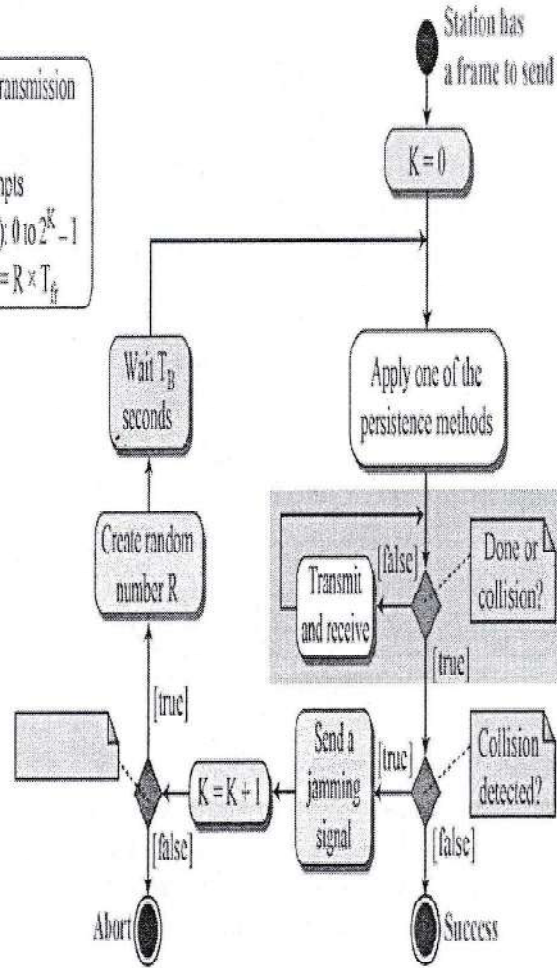 Station has
a frame to send
ransmission
mpts
): 0 to 2^K – 1
= R × T_fr
K = 0
Wait T_B
seconds
Apply one of the
persistence methods
Create random
number R
[false]
Transmit
and receive
Done or
collision?
[true]
[true]
Send a
jamming
signal
[true]
Collision
detected?
K = K + 1
[false]
[false]
Abort
Success